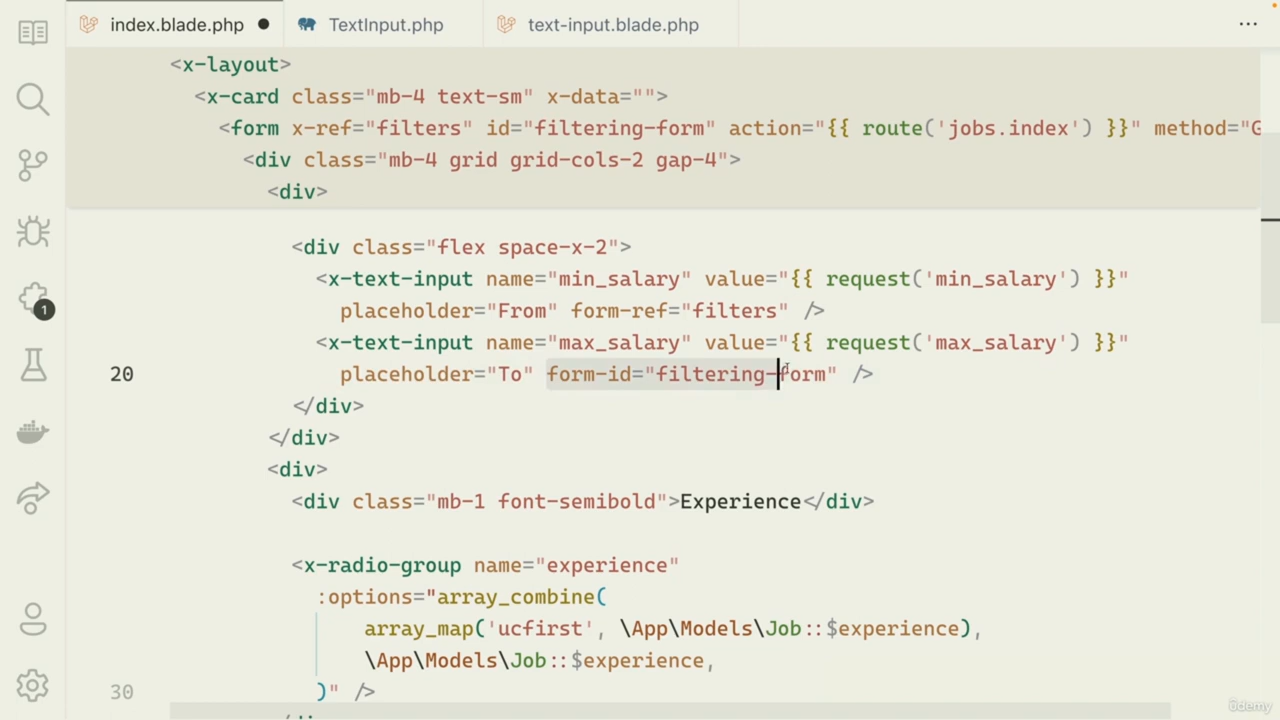 index.blade.php
TextInput.php
text-input.blade.php
<x-layout>
<x-card class="mb-4 text-sm" x-data="">
<form x-ref="filters" id="filtering-form" action="{{ route('jobs.index') }}" method="G
<div class="mb-4 grid grid-cols-2 gap-4">
<div>
<div class="flex space-x-2">
<x-text-input name="min_salary" value="{{ request('min_salary') }}"
placeholder="From" form-ref="filters" />
<x-text-input name="max_salary" value="{{ request('max_salary') }}"
20 placeholder="To" form-id="filtering-form" />
</div>
</div>
<div>
<div class="mb-1 font-semibold">Experience</div>
<x-radio-group name="experience"
:options="array_combine(
array_map('ucfirst', \App\Models\Job::$experience),
\App\Models\Job::$experience,
30 )" />
1
ûdemy